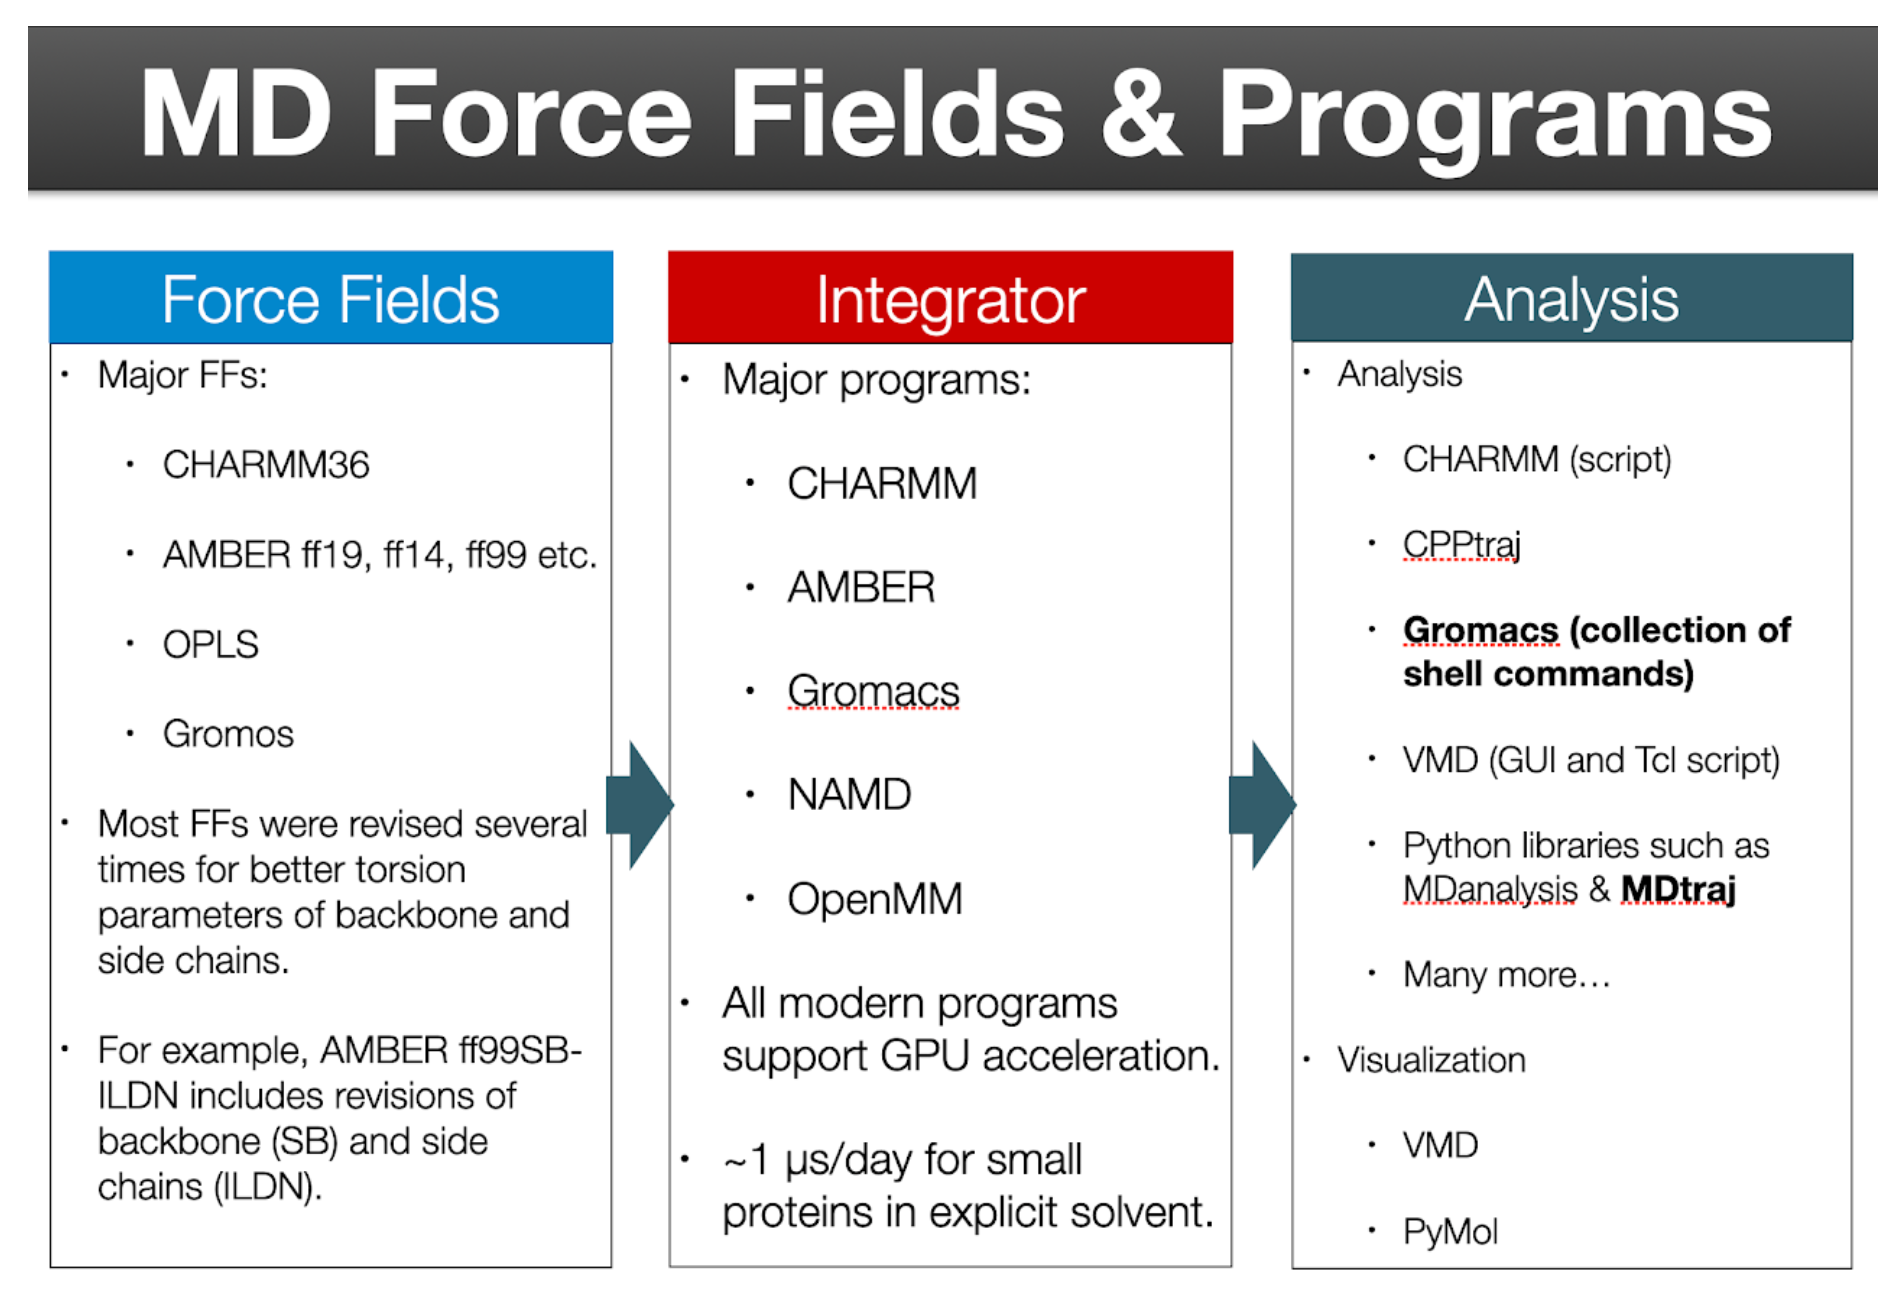 MD Force Fields & Programs
Force Fields
• Major FFs:
• CHARMM36
• AMBER ff19, ff14, ff99 etc.
• OPLS
• Gromos
• Most FFs were revised several
times for better torsion
parameters of backbone and
side chains.
• For example, AMBER ff99SB-
ILDN includes revisions of
backbone (SB) and side
chains (ILDN).
Integrator
• Major programs:
• CHARMM
• AMBER
• Gromacs
• NAMD
• OpenMM
• All modern programs
support GPU acceleration.
• ~1 µs/day for small
proteins in explicit solvent.
Analysis
• Analysis
• CHARMM (script)
• CPPtraj
• Gromacs (collection of
shell commands)
• VMD (GUI and Tcl script)
• Python libraries such as
MDanalysis & MDtraj
• Many more…
• Visualization
• VMD
• PyMol